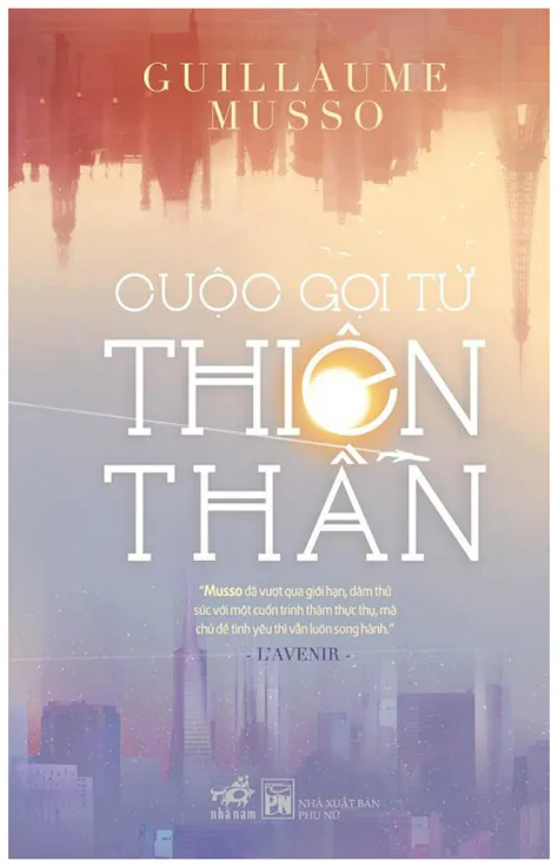 GUILLAUME
MUSSO
CUỘC GỌI TỪ
THIÊN
THẦN
“Musso đã vượt qua giới hạn, dám thử
sức với một cuốn trinh thám thực thụ, mà
chủ đề tình yêu thì vẫn luôn song hành.”
- L’AVENIR -
nhã nam
PN
NHÀ XUẤT BẢN
PHỤ NỮ